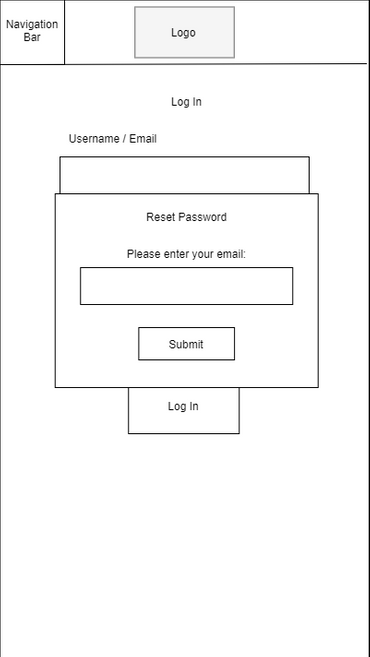 Navigation
Bar
Logo
Log In
Username / Email
Reset Password
Please enter your email:
Submit
Log In